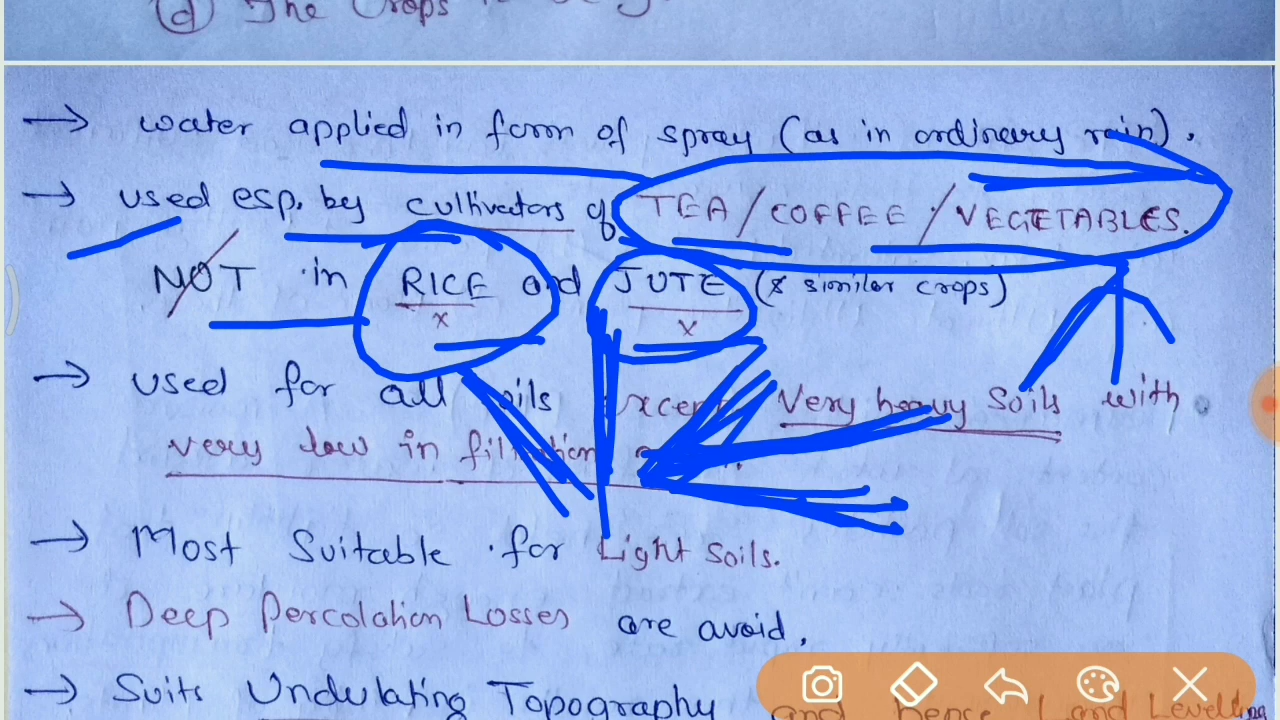 (d) The Crops
→ water applied in form of spray (as in ordinary rain).
→ used esp. by cultivators of TEA / COFFEE / VEGETABLES.
NOT in RICE and JUTE (& similar crops)
x x
→ used for all soils except Very heavy Soils with
very low infiltration
→ Most Suitable for Light Soils.
→ Deep Percolation Losses are avoid.
→ Suits Undulating Topography and hence Land Levelling